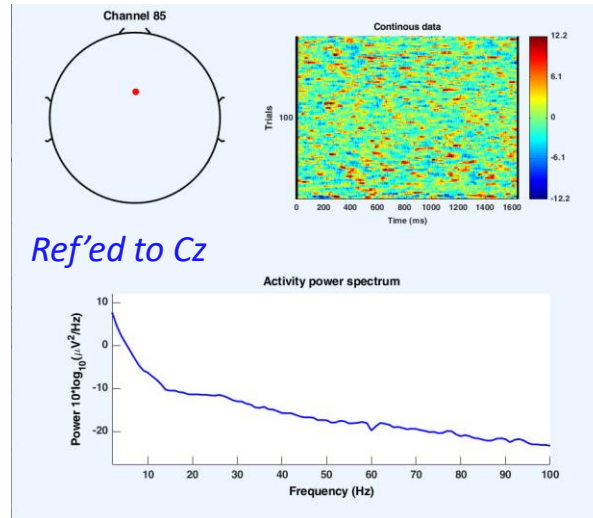 Channel 85
Continous data
Trials
100
12.2
6.1
0
-6.1
-12.2
0 200 400 600 800 1000 1200 1400 1600
Time (ms)
Ref'ed to Cz
Activity power spectrum
Power 10*log10(μV2/Hz)
10
0
-10
-20
10 20 30 40 50 60 70 80 90 100
Frequency (Hz)